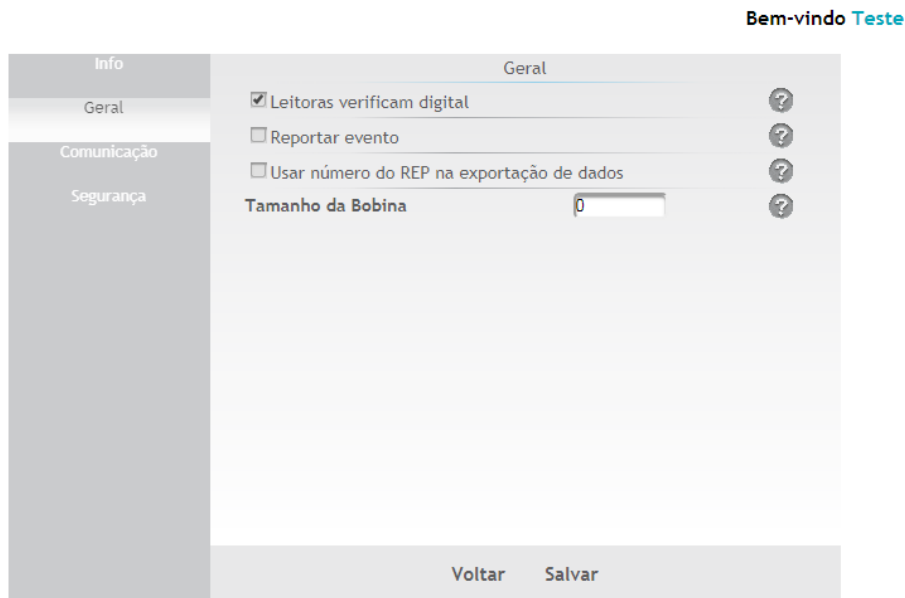 Bem-vindo Teste
Info
Geral
Comunicação
Segurança
Geral
Leitoras verificam digital
?
Reportar evento
?
Usar número do REP na exportação de dados
?
Tamanho da Bobina 0
?
Voltar Salvar